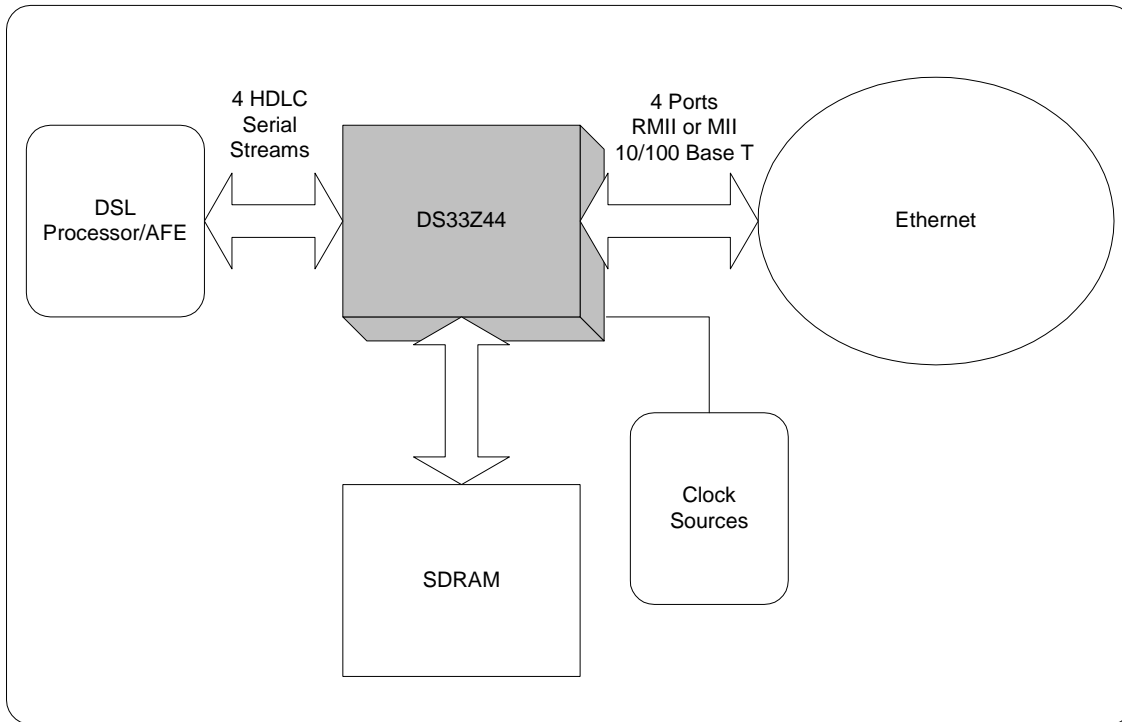 4 HDLC
Serial
Streams
4 Ports
RMII or MII
10/100 Base T
DSL
Processor/AFE
DS33Z44
Ethernet
Clock
Sources
SDRAM